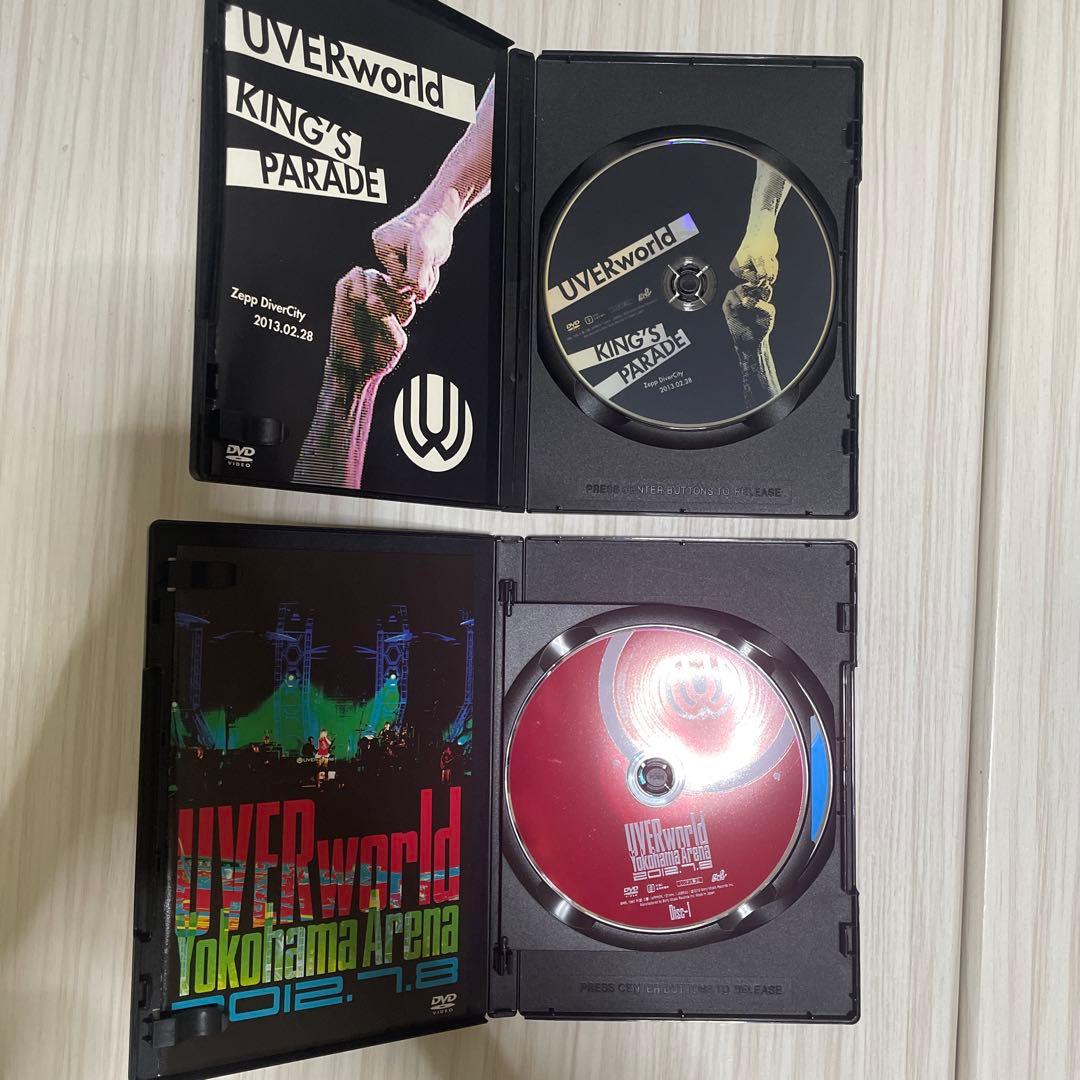 UVERworld
KING'S
PARADE
Zepp DiverCity
2013.02.28
DVD
VIDEO
UVERworld
DVD
KING'S
PARADE
Zepp DiverCity
2013.02.28
PRESS CENTER BUTTONS TO RELEASE
UVERworld
Yokohama Arena
2012.7.8
DVD
VIDEO
UVERworld
Yokohama Arena
2012.7.8
DVD
Disc-1
PRESS CENTER BUTTONS TO RELEASE